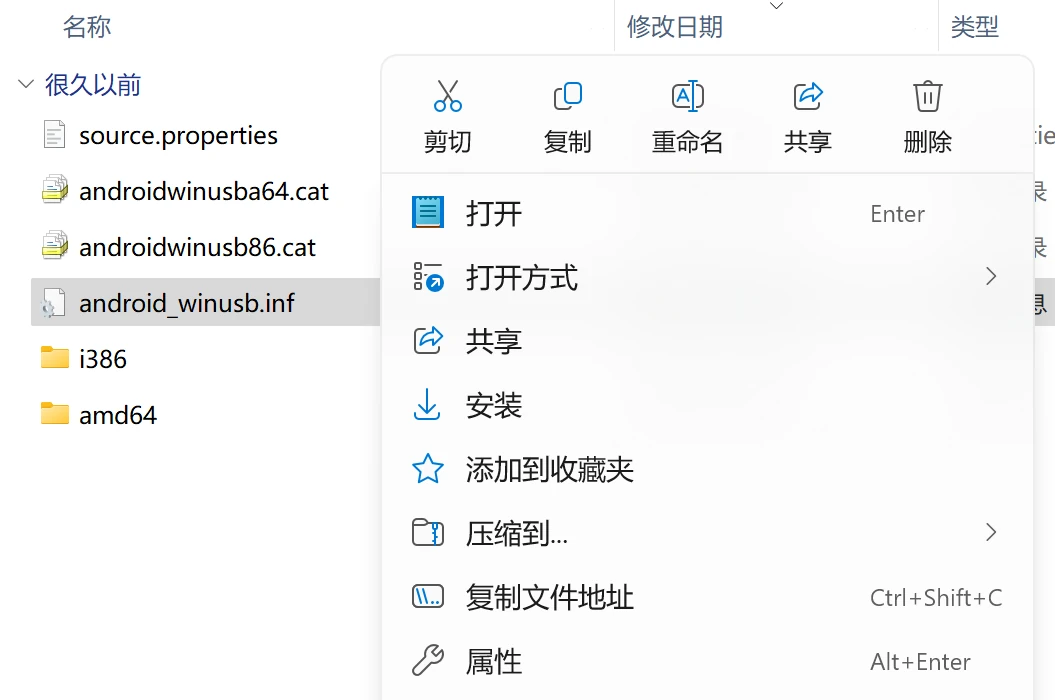 名称 修改日期 类型
很久以前
剪切 复制 重命名 共享 删除
source.properties
androidwinusba64.cat
androidwinusb86.cat
android_winusb.inf
i386
amd64
打开 Enter
打开方式
共享
安装
添加到收藏夹
压缩到...
复制文件地址 Ctrl+Shift+C
属性 Alt+Enter